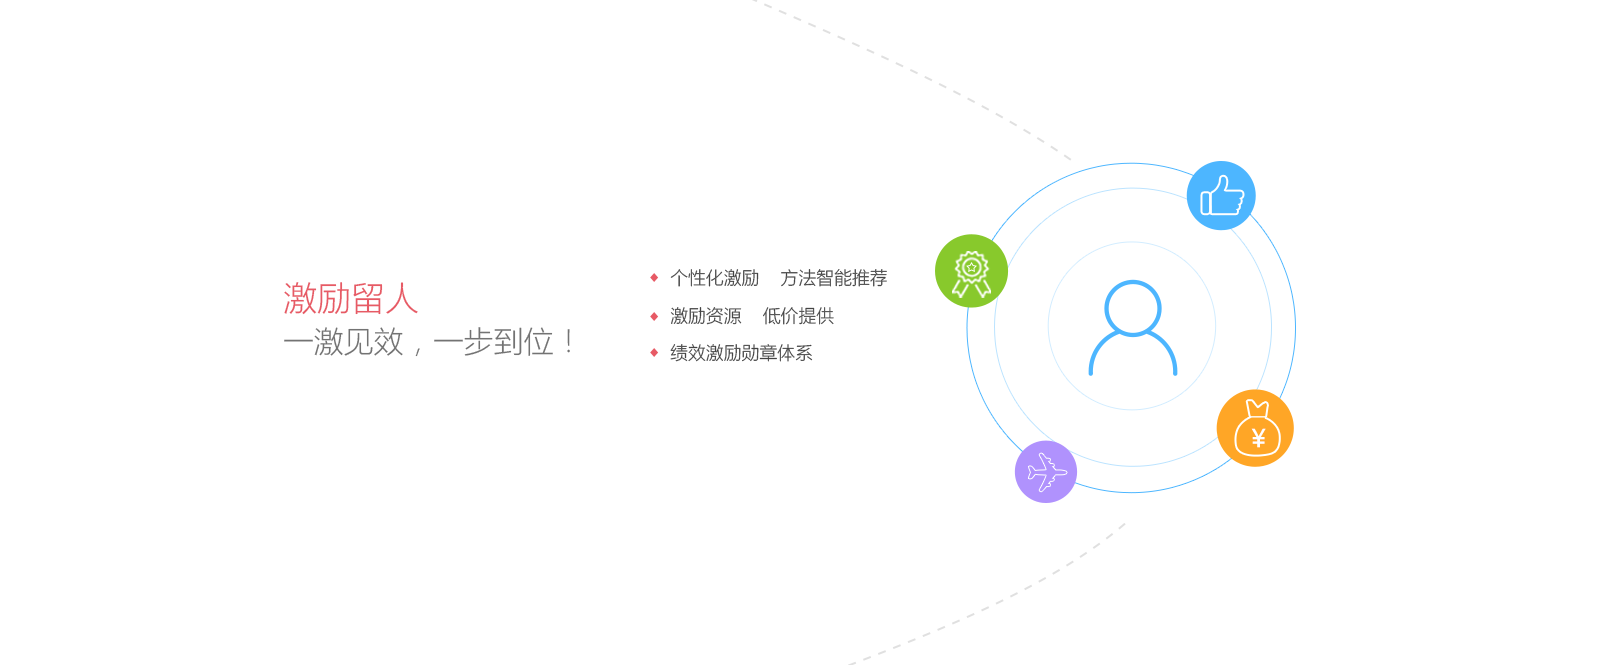 激励留人
一激见效，一步到位！
个性化激励 方法智能推荐
激励资源 低价提供
绩效激励勋章体系
¥